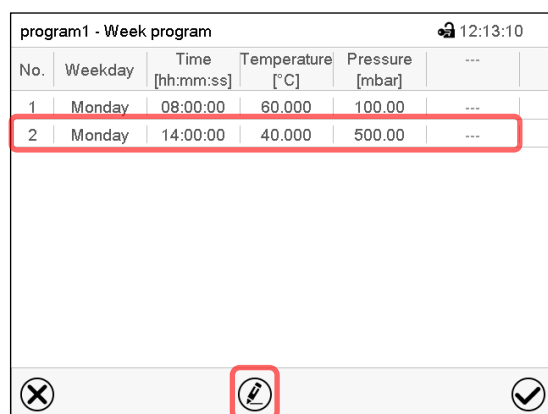 program1 - Week program 12:13:10
No. Weekday Time [hh:mm:ss] Temperature [°C] Pressure [mbar] ---
1 Monday 08:00:00 60.000 100.00 ---
2 Monday 14:00:00 40.000 500.00 ---